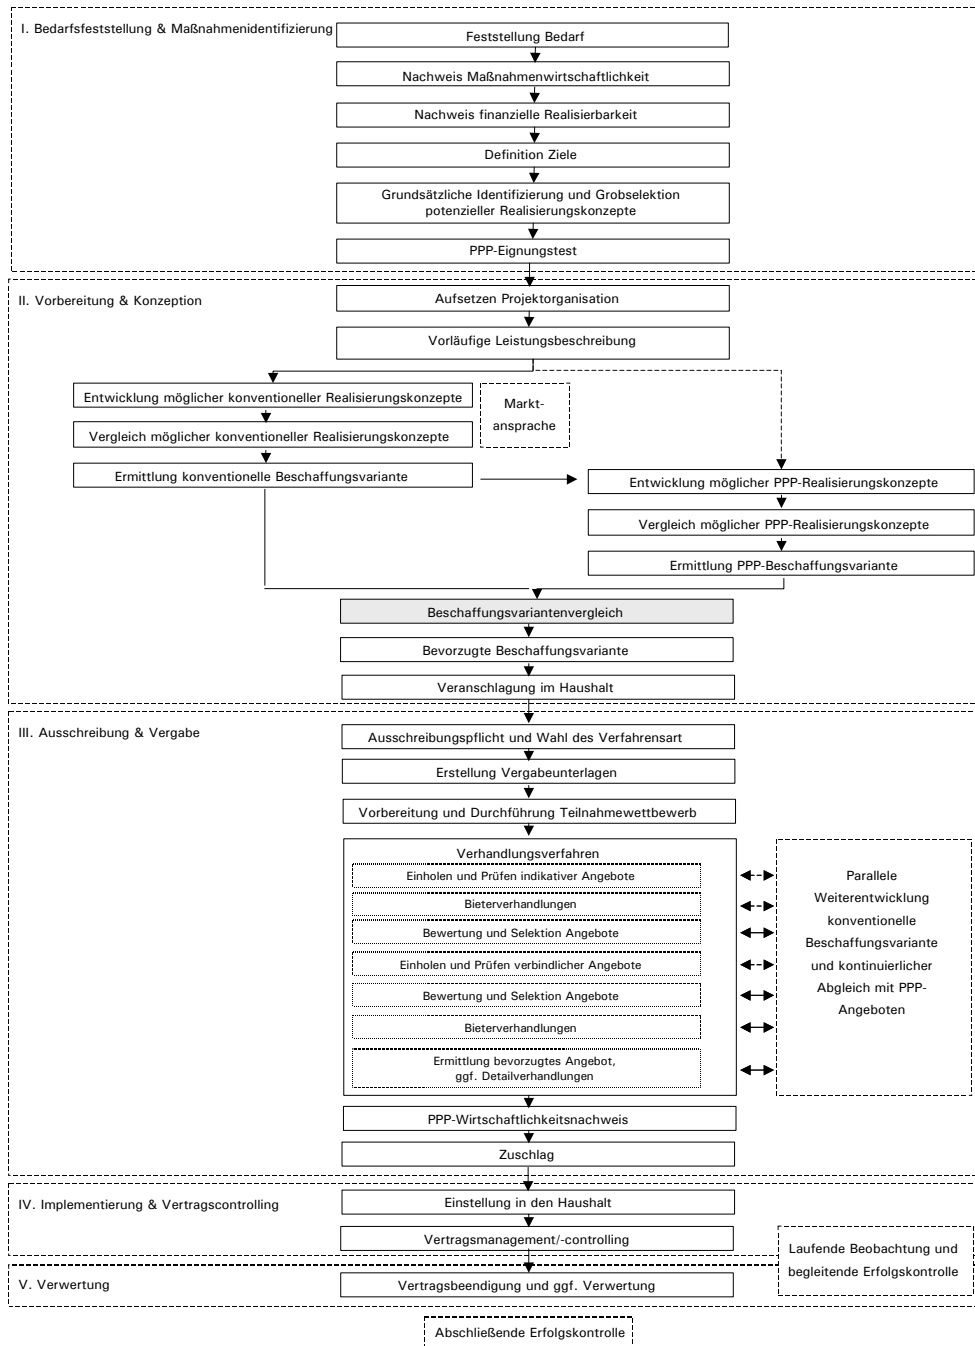 I. Bedarfsfeststellung & Maßnahmenidentifizierung
Feststellung Bedarf
Nachweis Maßnahmenwirtschaftlichkeit
Nachweis finanzielle Realisierbarkeit
Definition Ziele
Grundsätzliche Identifizierung und Grobselektion
potenzieller Realisierungskonzepte
PPP-Eignungstest
II. Vorbereitung & Konzeption
Aufsetzen Projektorganisation
Vorläufige Leistungsbeschreibung
Entwicklung möglicher konventioneller Realisierungskonzepte
Vergleich möglicher konventioneller Realisierungskonzepte
Ermittlung konventionelle Beschaffungsvariante
Markt-
ansprache
Entwicklung möglicher PPP-Realisierungskonzepte
Vergleich möglicher PPP-Realisierungskonzepte
Ermittlung PPP-Beschaffungsvariante
Beschaffungsvariantenvergleich
Bevorzugte Beschaffungsvariante
Veranschlagung im Haushalt
III. Ausschreibung & Vergabe
Ausschreibungspflicht und Wahl des Verfahrensart
Erstellung Vergabeunterlagen
Vorbereitung und Durchführung Teilnahmewettbewerb
Verhandlungsverfahren
Einholen und Prüfen indikativer Angebote
Bieterverhandlungen
Bewertung und Selektion Angebote
Einholen und Prüfen verbindlicher Angebote
Bewertung und Selektion Angebote
Bieterverhandlungen
Ermittlung bevorzugtes Angebot,
ggf. Detailverhandlungen
Parallele
Weiterentwicklung
konventionelle
Beschaffungsvariante
und kontinuierlicher
Abgleich mit PPP-
Angeboten
PPP-Wirtschaftlichkeitsnachweis
Zuschlag
IV. Implementierung & Vertragscontrolling
Einstellung in den Haushalt
Vertragsmanagement/-controlling
Laufende Beobachtung und
begleitende Erfolgskontrolle
V. Verwertung
Vertragsbeendigung und ggf. Verwertung
Abschließende Erfolgskontrolle